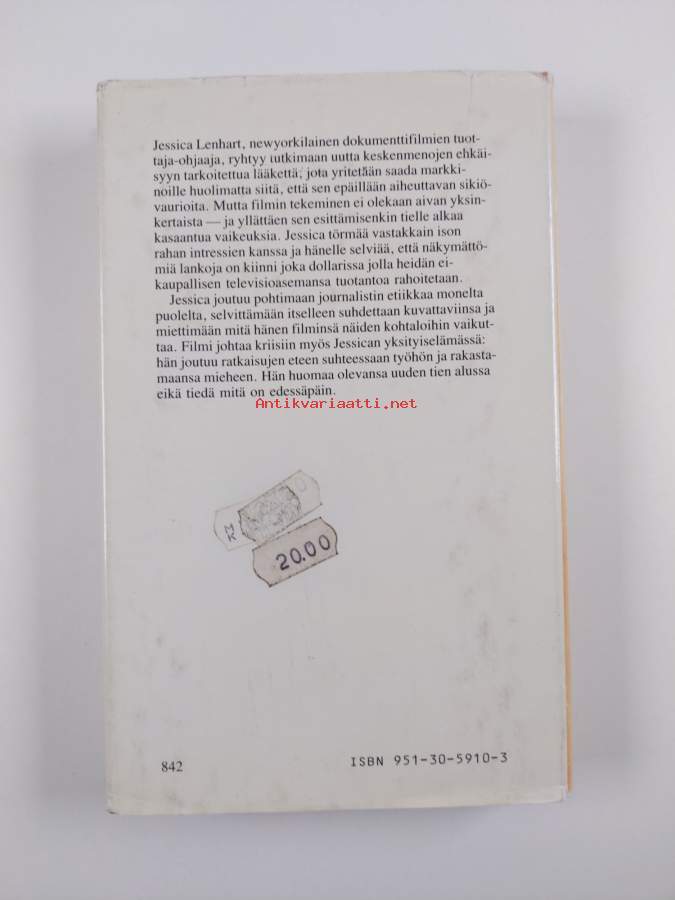 Jessica Lenhart, newyorkilainen dokumenttifilmien tuot-
taja-ohjaaja, ryhtyy tutkimaan uutta keskenmenojen ehkäi-
syyn tarkoitettua lääkettä, jota yritetään saada markki-
noille huolimatta siitä, että sen epäillään aiheuttavan sikiö-
vaurioita. Mutta filmin tekeminen ei olekaan aivan yksin-
kertaista — ja yllättäen sen esittämisenkin tielle alkaa
kasaantua vaikeuksia. Jessica törmää vastakkain ison
rahan intressien kanssa ja hänelle selviää, että näkymättö-
miä lankoja on kiinni joka dollarissa jolla heidän ei-
kaupallisen televisioasemansa tuotantoa rahoitetaan.
Jessica joutuu pohtimaan journalistin etiikkaa monelta
puolelta, selvittämään itselleen suhdettaan kuvattaviinsa ja
miettimään mitä hänen filminsä näiden kohtaloihin vaikut-
taa. Filmi johtaa kriisiin myös Jessican yksityiselämässä:
hän joutuu ratkaisujen eteen suhteessaan työhön ja rakasta-
maansa mieheen. Hän huomaa olevansa uuden tien alussa
eikä tiedä mitä on edessäpäin.
Antikvariaatti.net
MK
20.00
842
ISBN 951-30-5910-3